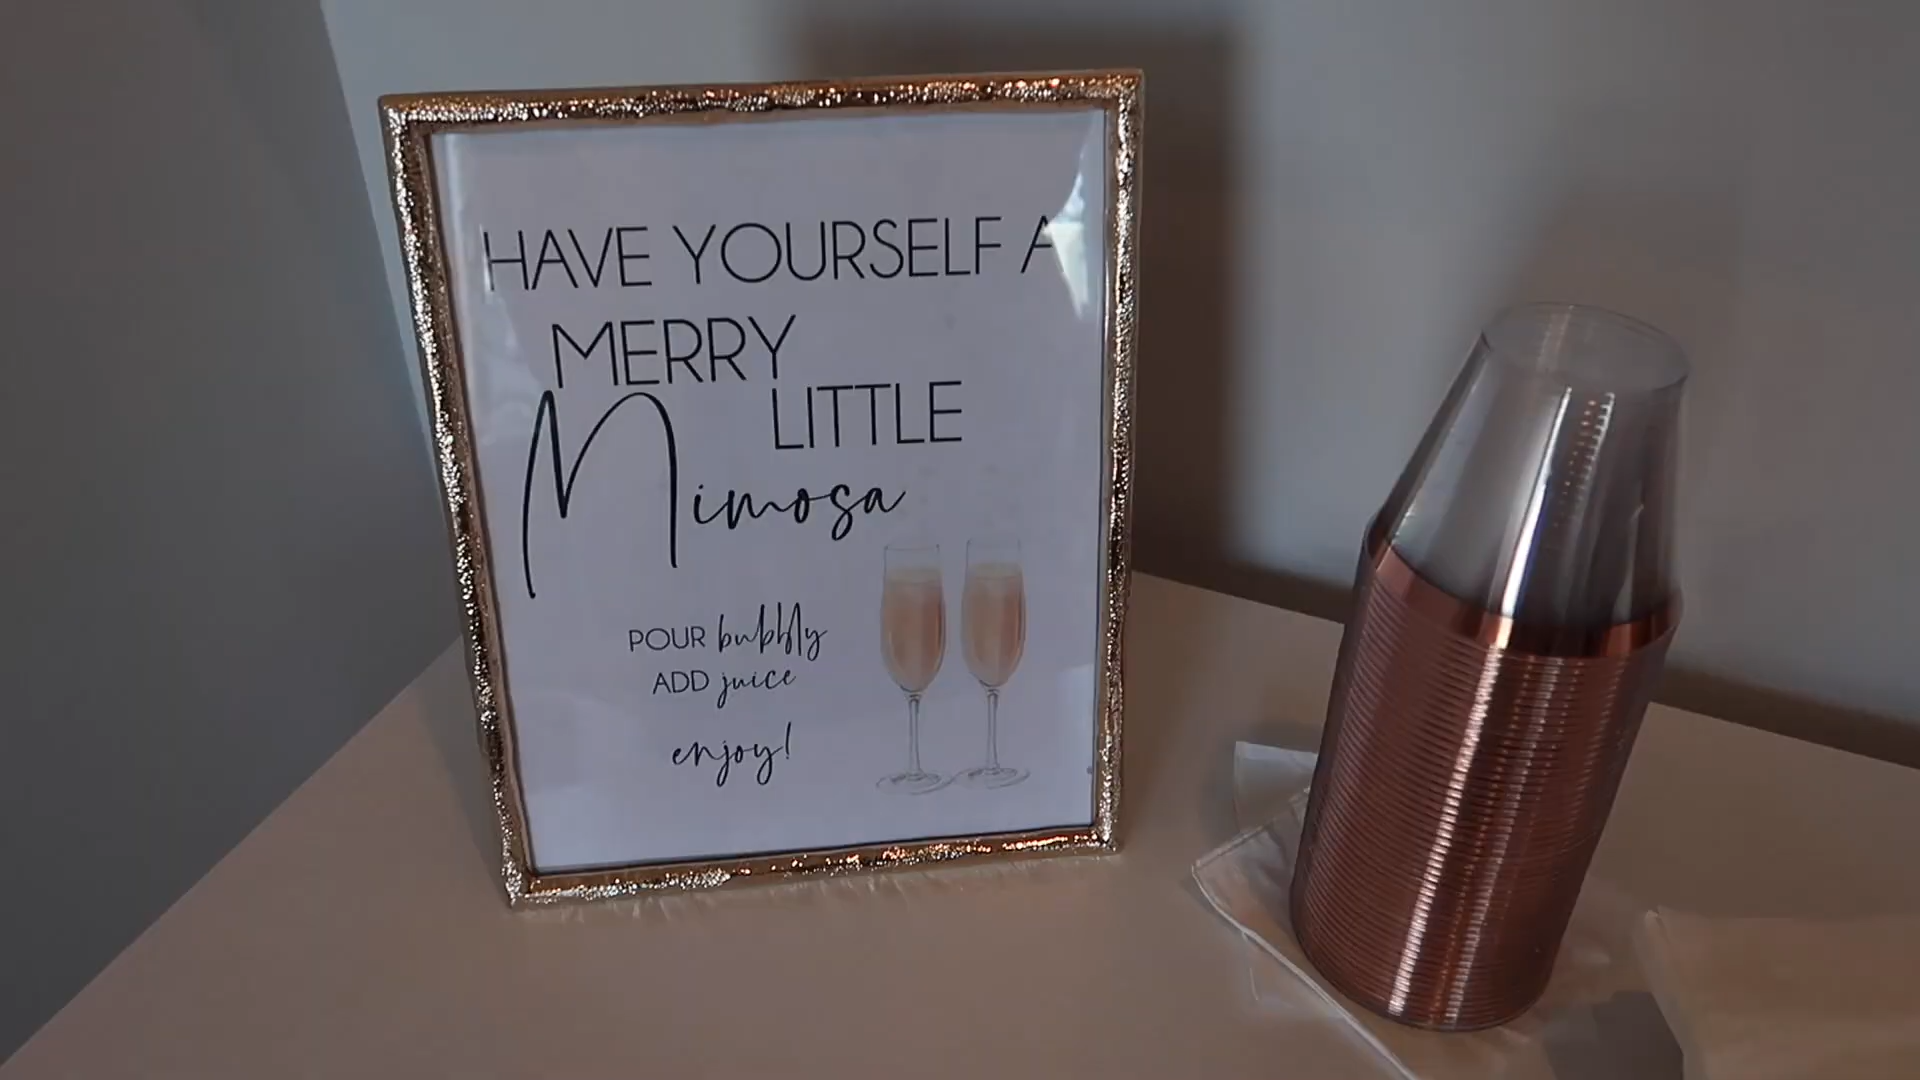 HAVE YOURSELF A
MERRY
LITTLE
Mimosa
POUR bubbly
ADD juice
enjoy!